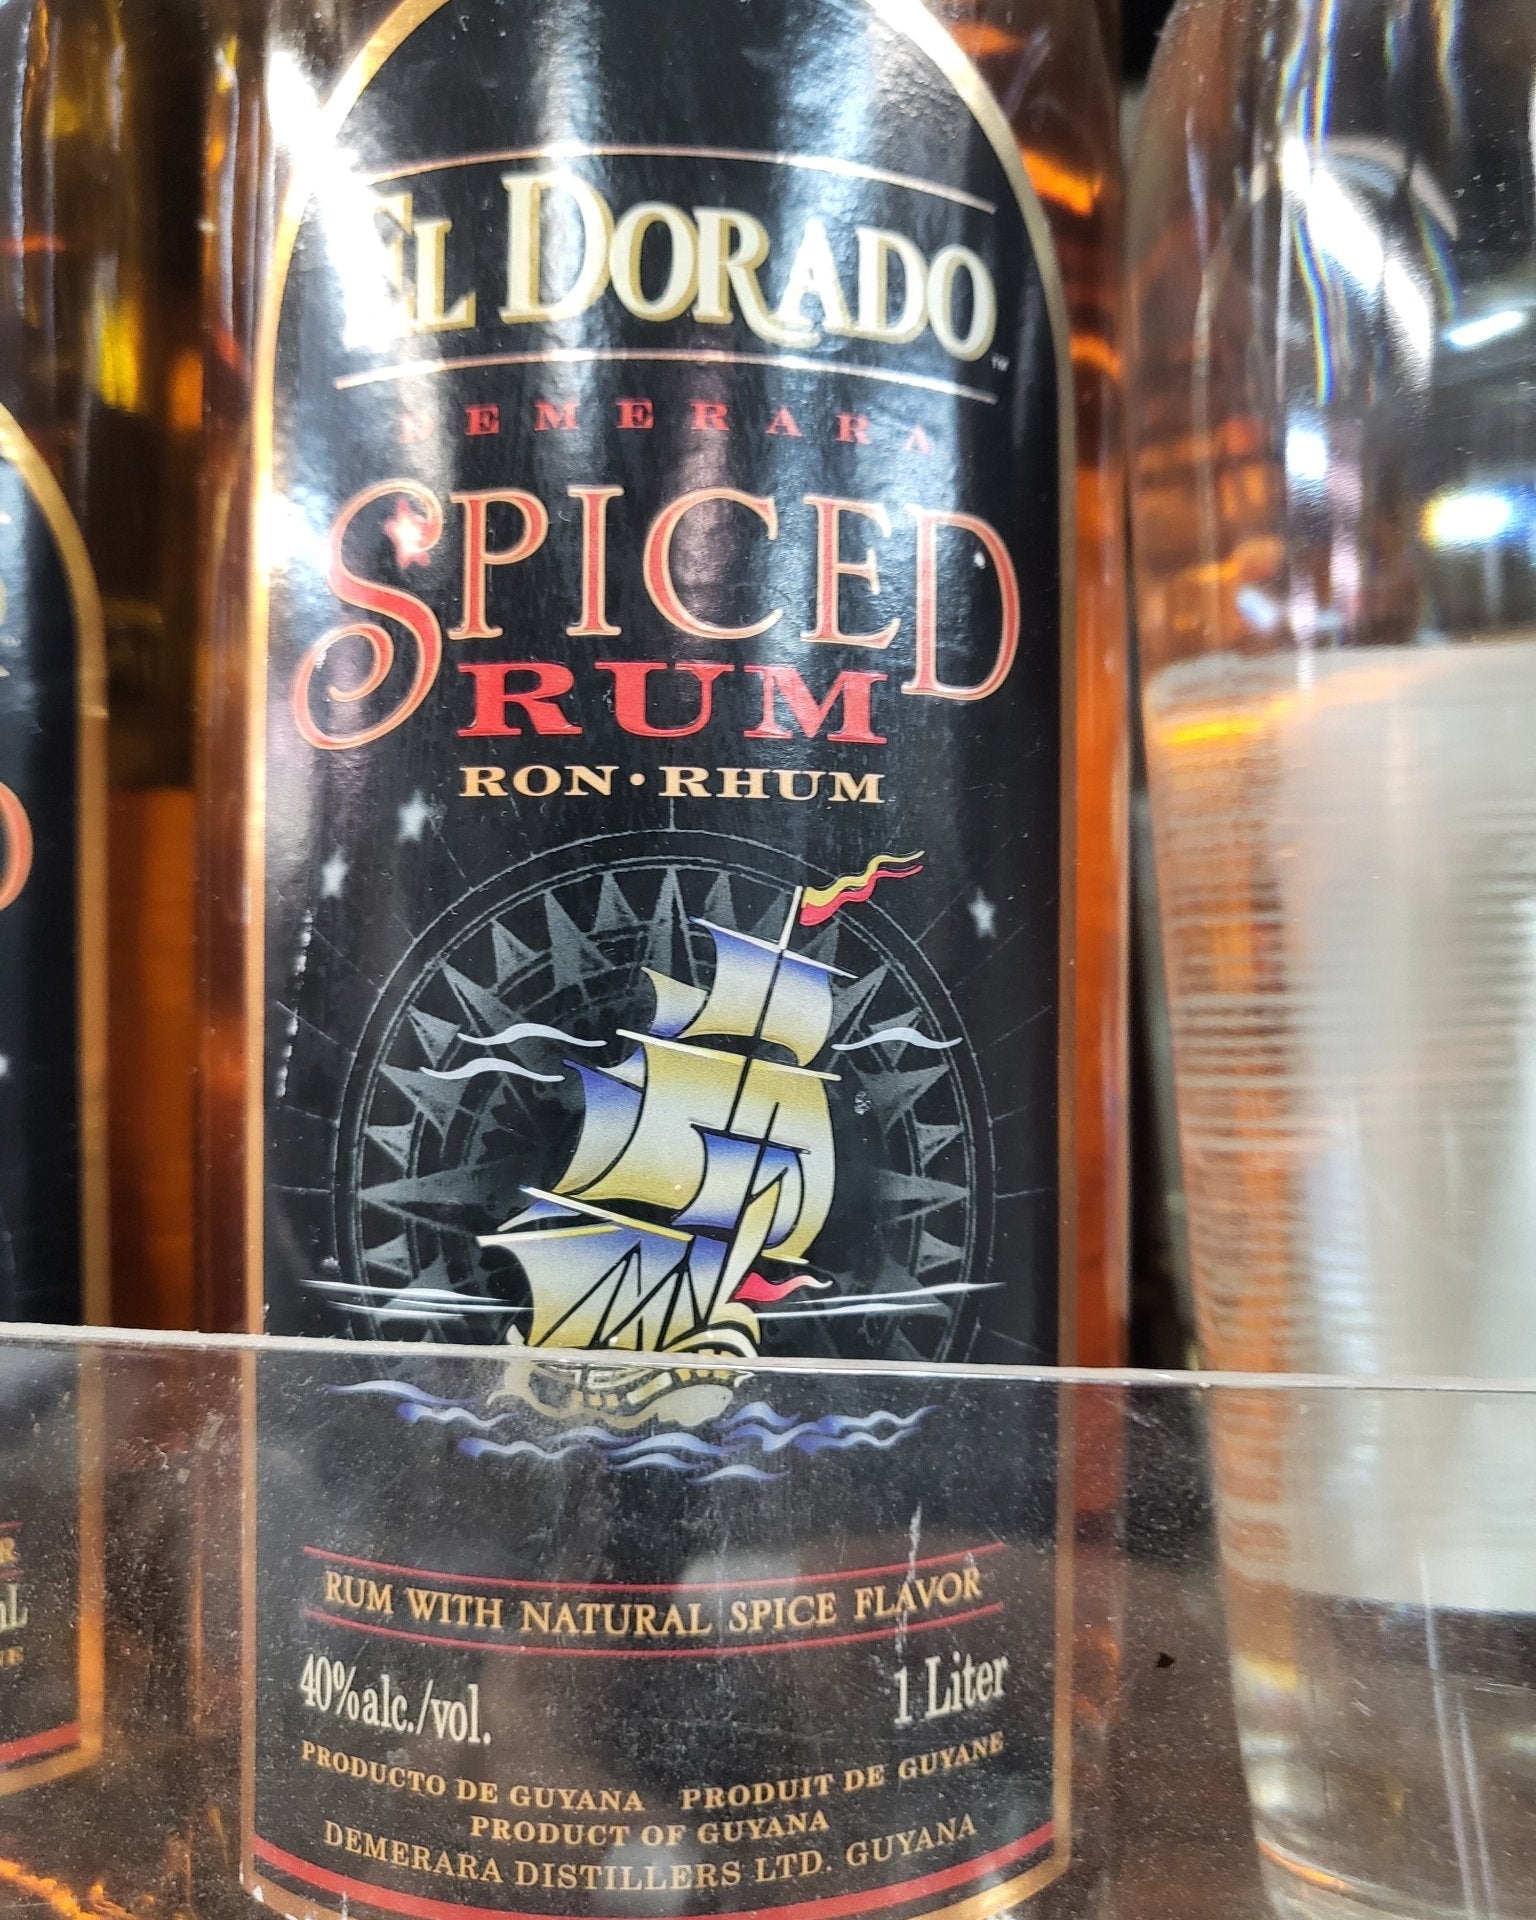 EL DORADO
DEMERARA
SPICED
RUM
RON·RHUM
RUM WITH NATURAL SPICE FLAVOR
40%alc./vol. 1 Liter
PRODUCTO DE GUYANA PRODUIT DE GUYANE
PRODUCT OF GUYANA
DEMERARA DISTILLERS LTD. GUYANA